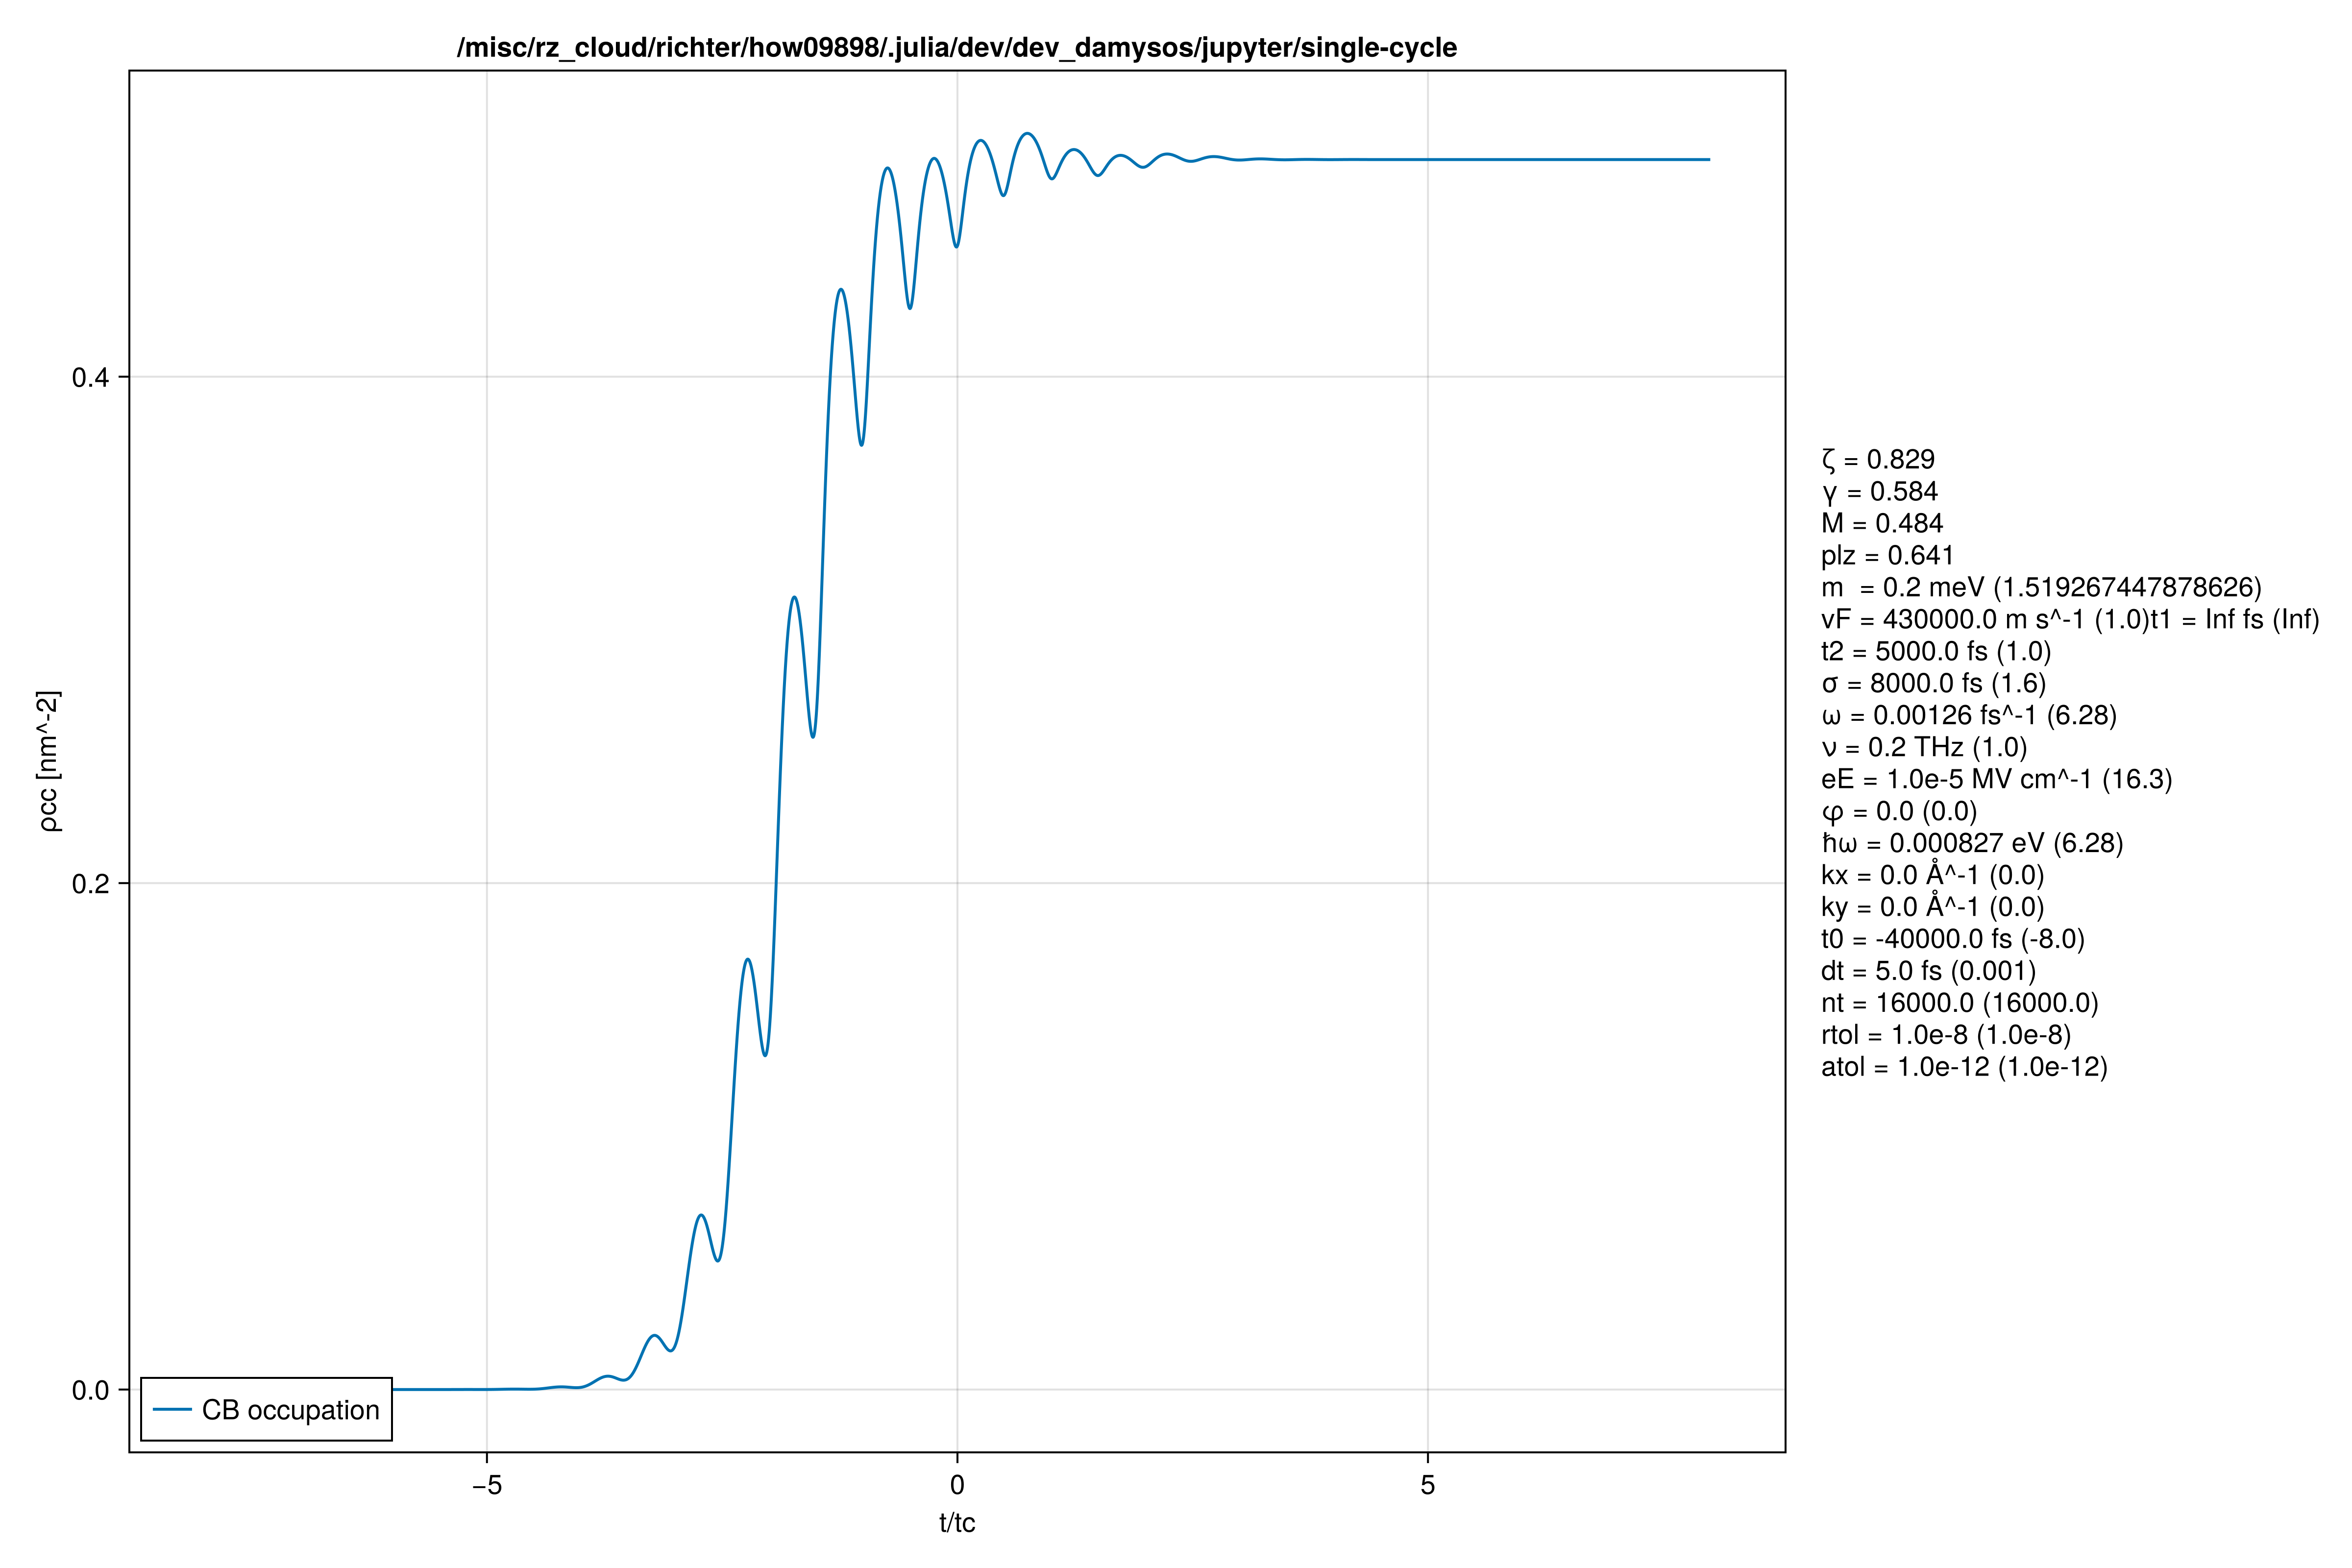 /misc/rz_cloud/richter/how09898/.julia/dev/dev_damysos/jupyter/single-cycle
ρcc [nm^-2]
0.4
0.2
0.0
CB occupation
−5
0
5
t/tc
ζ = 0.829
γ = 0.584
M = 0.484
plz = 0.641
m  = 0.2 meV (1.519267447878626)
vF = 430000.0 m s^-1 (1.0)t1 = Inf fs (Inf)
t2 = 5000.0 fs (1.0)
σ = 8000.0 fs (1.6)
ω = 0.00126 fs^-1 (6.28)
ν = 0.2 THz (1.0)
eE = 1.0e-5 MV cm^-1 (16.3)
φ = 0.0 (0.0)
ħω = 0.000827 eV (6.28)
kx = 0.0 Å^-1 (0.0)
ky = 0.0 Å^-1 (0.0)
t0 = -40000.0 fs (-8.0)
dt = 5.0 fs (0.001)
nt = 16000.0 (16000.0)
rtol = 1.0e-8 (1.0e-8)
atol = 1.0e-12 (1.0e-12)